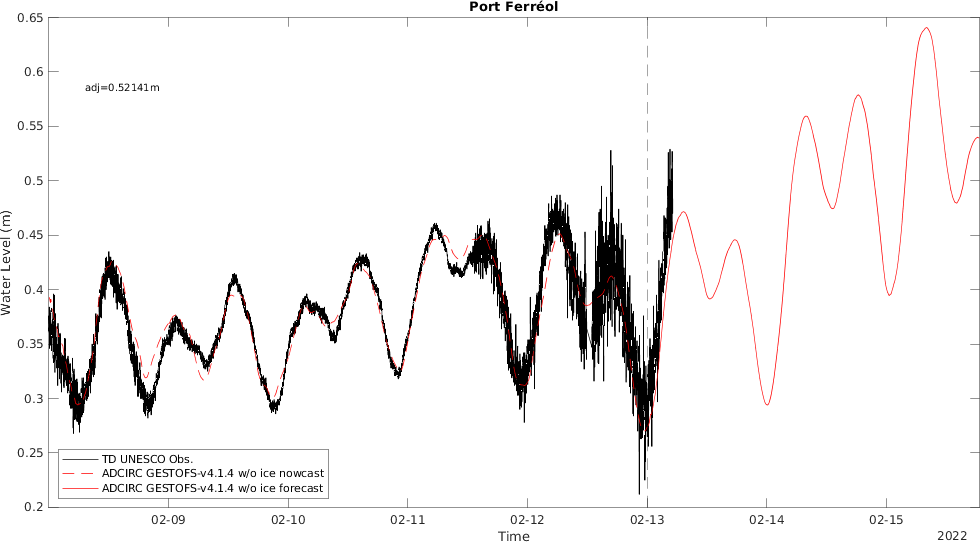 Port Ferréol
0.65
0.6
0.55
0.5
0.45
0.4
0.35
0.3
0.25
0.2
Water Level (m)
adj=0.52141m
TD UNESCO Obs.
ADCIRC GESTOFS-v4.1.4 w/o ice nowcast
ADCIRC GESTOFS-v4.1.4 w/o ice forecast
02-09 02-10 02-11 02-12 02-13 02-14 02-15
Time
2022